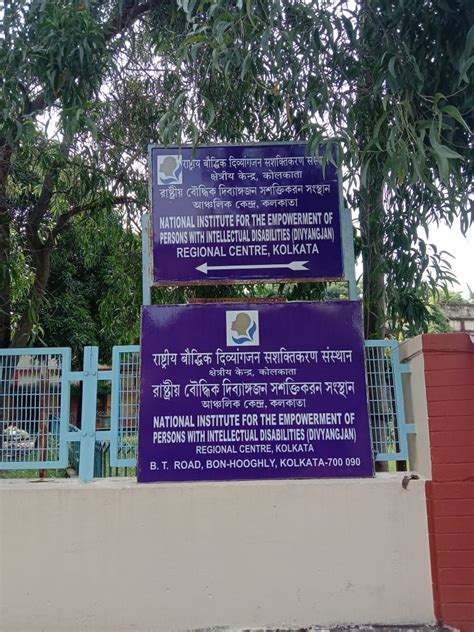 राष्ट्रीय बौद्धिक दिव्यांगजन सशक्तिकरण संस्थान
क्षेत्रीय केन्द्र, कोलकाता
রাষ্ট্রীয় বৌদ্ধিক দিব্যাঙ্গজন সশক্তিকরন সংস্থান
আঞ্চলিক কেন্দ্র, কলকাতা
NATIONAL INSTITUTE FOR THE EMPOWERMENT OF
PERSONS WITH INTELLECTUAL DISABILITIES (DIVYANGJAN)
REGIONAL CENTRE, KOLKATA
राष्ट्रीय बौद्धिक दिव्यांगजन सशक्तिकरण संस्थान
क्षेत्रीय केन्द्र, कोलकाता
রাষ্ট্রীয় বৌদ্ধিক দিব্যাঙ্গজন সশক্তিকরন সংস্থান
আঞ্চলিক কেন্দ্র, কলকাতা
NATIONAL INSTITUTE FOR THE EMPOWERMENT OF
PERSONS WITH INTELLECTUAL DISABILITIES (DIVYANGJAN)
REGIONAL CENTRE, KOLKATA
B. T. ROAD, BON-HOOGHLY, KOLKATA-700 090